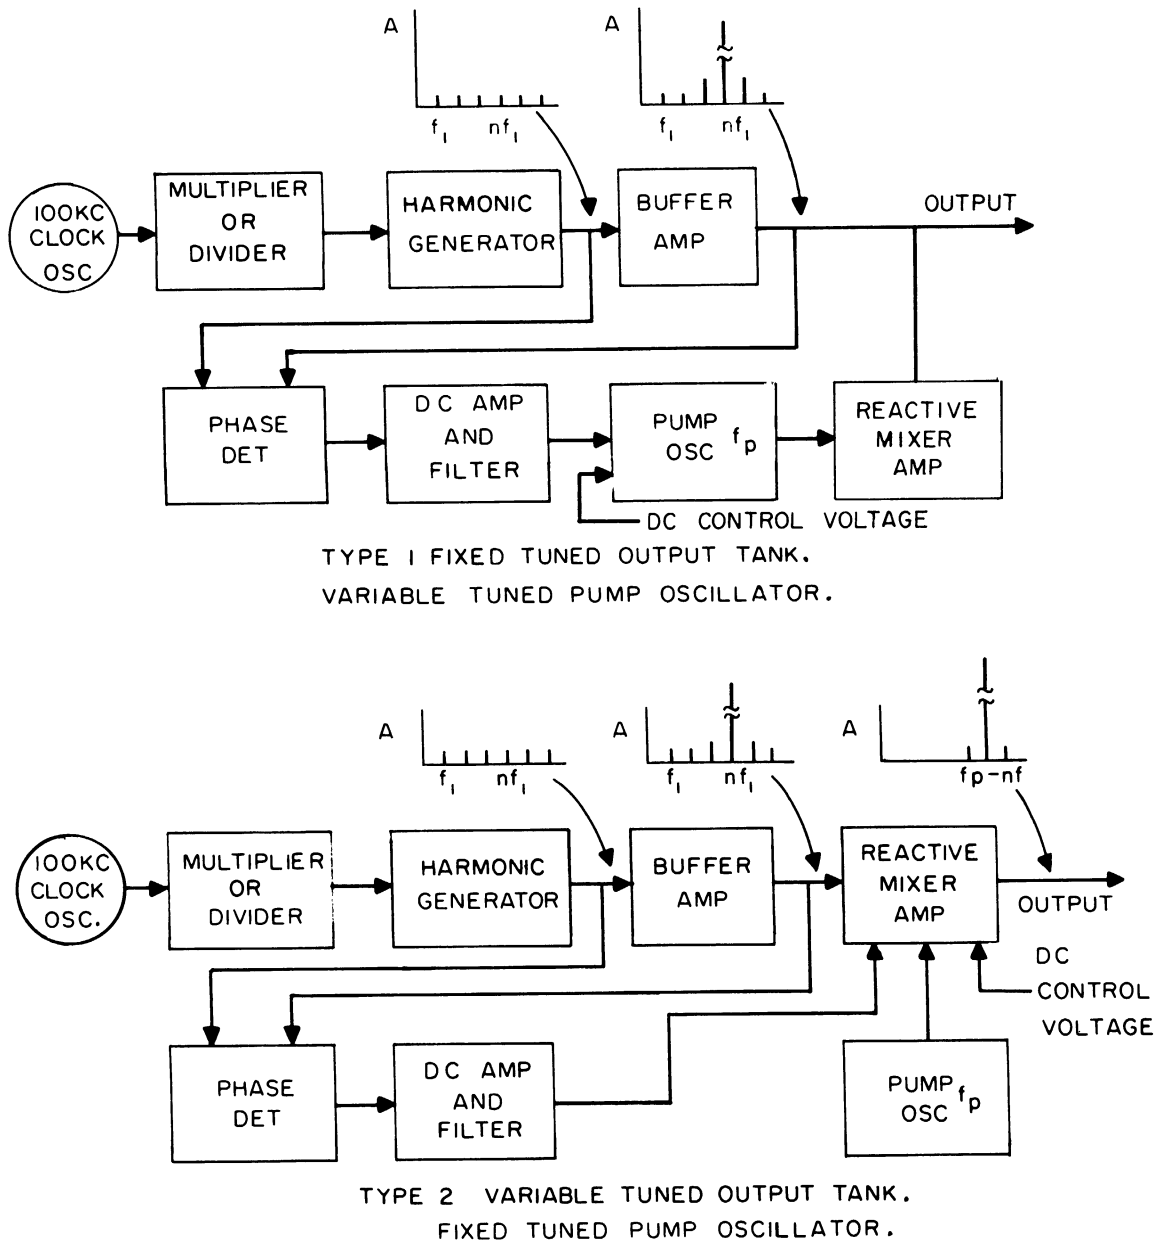 A
f₁ nf₁
A
f₁ nf₁
100KC
CLOCK
OSC
MULTIPLIER
OR
DIVIDER
HARMONIC
GENERATOR
BUFFER
AMP
OUTPUT
PHASE
DET
DC AMP
AND
FILTER
PUMP
OSC fp
REACTIVE
MIXER
AMP
DC CONTROL VOLTAGE
TYPE 1 FIXED TUNED OUTPUT TANK.
VARIABLE TUNED PUMP OSCILLATOR.
A
f₁ nf₁
A
f₁ nf₁
A
fp-nf
100KC
CLOCK
OSC.
MULTIPLIER
OR
DIVIDER
HARMONIC
GENERATOR
BUFFER
AMP
REACTIVE
MIXER
AMP
OUTPUT
DC
CONTROL
VOLTAGE
PHASE
DET
DC AMP
AND
FILTER
PUMP
OSC fp
TYPE 2 VARIABLE TUNED OUTPUT TANK.
FIXED TUNED PUMP OSCILLATOR.